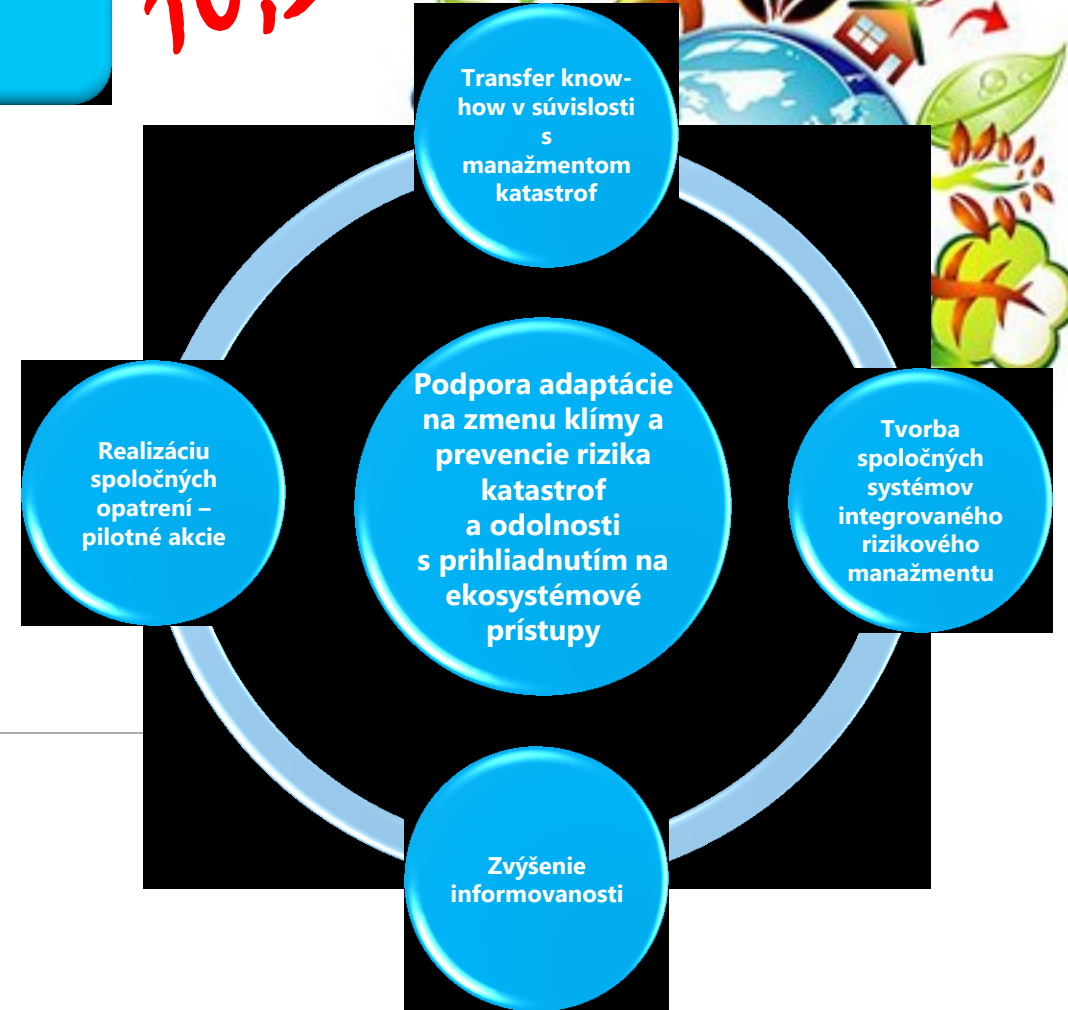 Transfer know-
how v súvislosti
s
manažmentom
katastrof
Podpora adaptácie
na zmenu klímy a
prevencie rizika
katastrof
a odolnosti
s prihliadnutím na
ekosystémové
prístupy
Tvorba
spoločných
systémov
integrovaného
rizikového
manažmentu
Zvýšenie
informovanosti
Realizáciu
spoločných
opatrení –
pilotné akcie